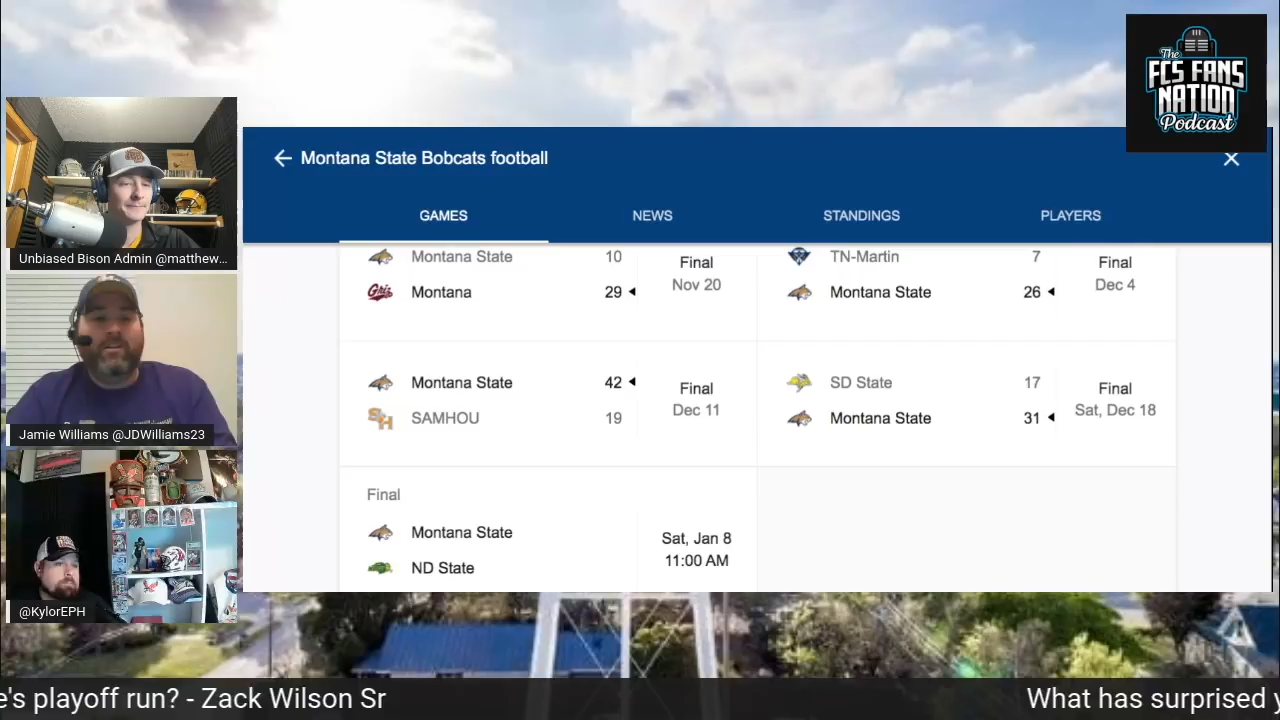 The
FCS FANS
NATION
Podcast
Montana State Bobcats football
GAMES
NEWS
STANDINGS
PLAYERS
Montana State 10
Montana 29
Final
Nov 20
TN-Martin 7
Montana State 26
Final
Dec 4
Montana State 42
SAMHOU 19
Final
Dec 11
SD State 17
Montana State 31
Final
Sat, Dec 18
Final
Montana State
ND State
Sat, Jan 8
11:00 AM
Unbiased Bison Admin @matthew...
Jamie Williams @JDWilliams23
@KylorEPH
e's playoff run? - Zack Wilson Sr
What has surprised y